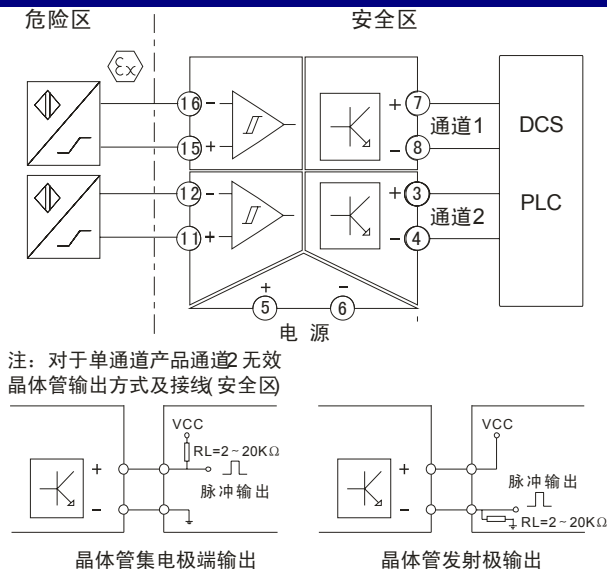 危险区
安全区
Ex
16 -
15 +
+ 7
通道1
- 8
DCS
12 -
11 +
+ 3
通道2
- 4
PLC
+
5
-
6
电 源
注：对于单通道产品通道2 无效
晶体管输出方式及接线(安全区)
VCC
RL=2~20KΩ
+
脉冲输出
-
晶体管集电极端输出
VCC
+
脉冲输出
-
RL=2~20KΩ
晶体管发射极输出